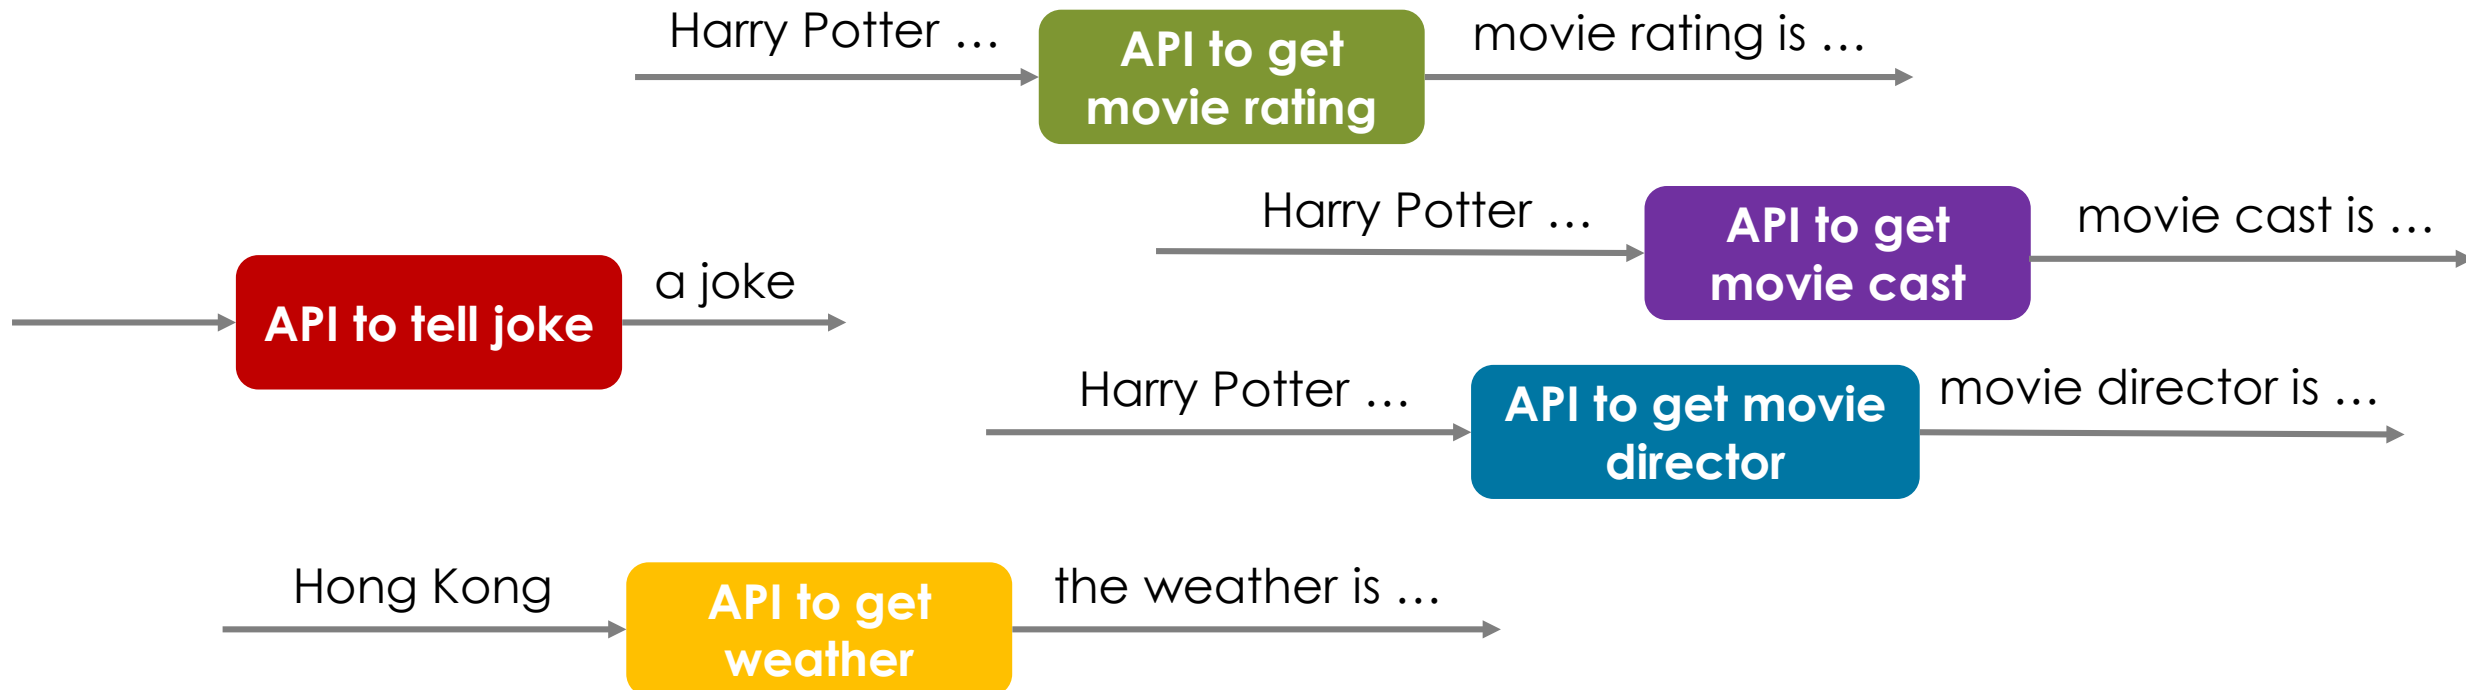 Harry Potter …
API to get
movie rating
movie rating is …
Harry Potter …
API to get
movie cast
movie cast is …
API to tell joke
a joke
Harry Potter …
API to get movie
director
movie director is …
Hong Kong
API to get
weather
the weather is …